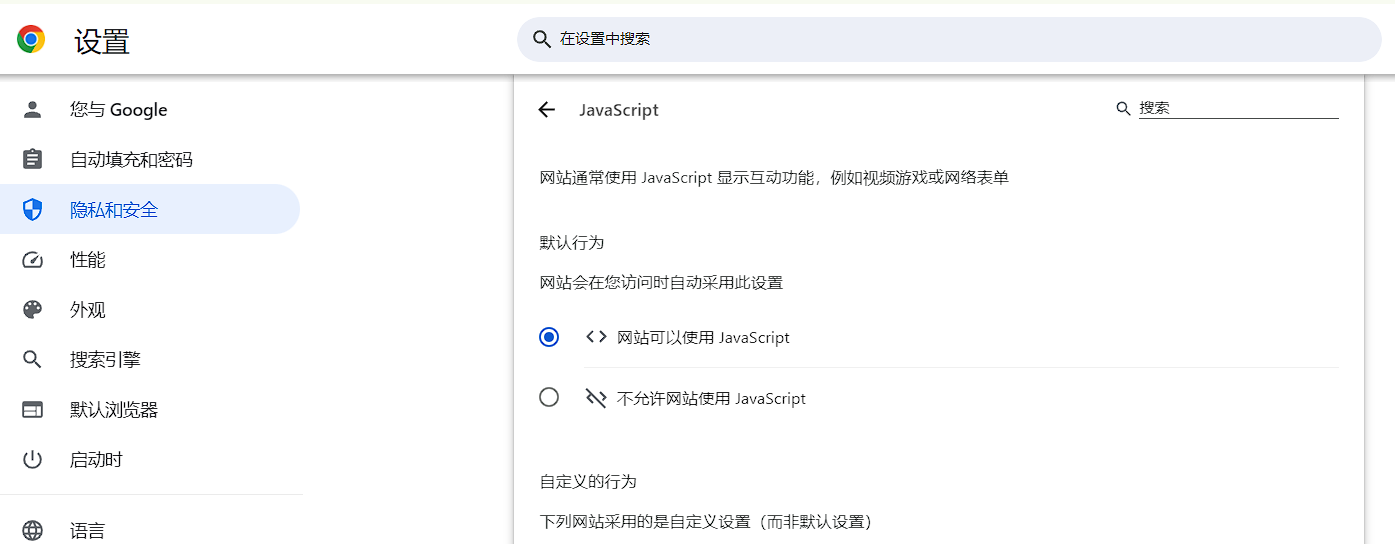 设置
在设置中搜索
您与 Google
自动填充和密码
隐私和安全
性能
外观
搜索引擎
默认浏览器
启动时
语言
JavaScript
搜索
网站通常使用 JavaScript 显示互动功能，例如视频游戏或网络表单
默认行为
网站会在您访问时自动采用此设置
网站可以使用 JavaScript
不允许网站使用 JavaScript
自定义的行为
下列网站采用的是自定义设置（而非默认设置）